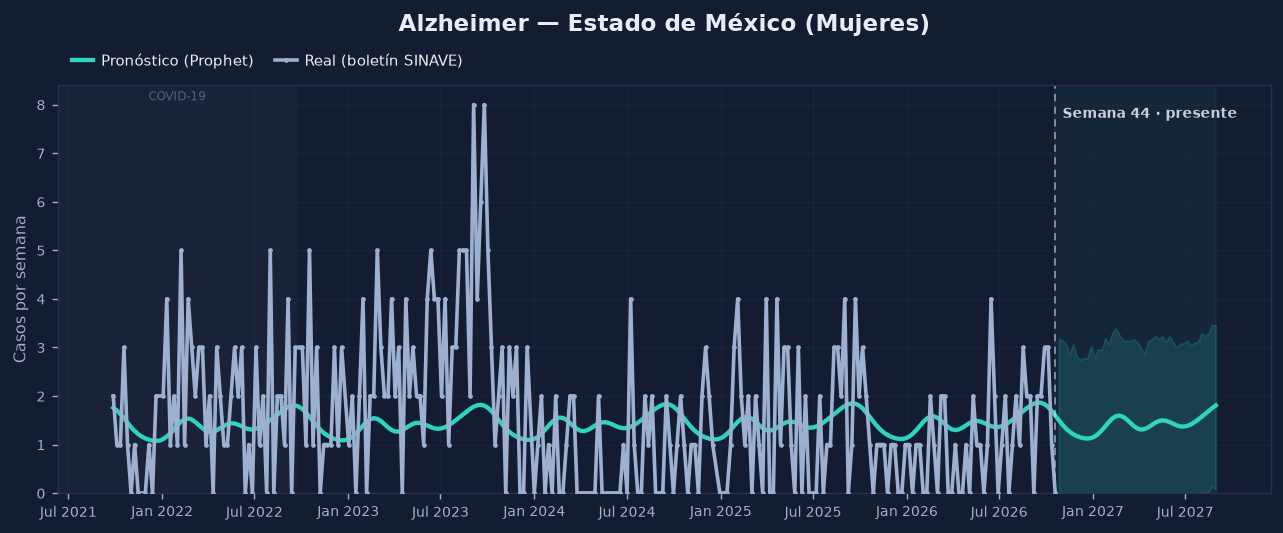 Alzheimer — Estado de México (Mujeres)
Pronóstico (Prophet)
Real (boletín SINAVE)
COVID-19
Semana 44 · presente
Casos por semana
8
7
6
5
4
3
2
1
0
Jul 2021
Jan 2022
Jul 2022
Jan 2023
Jul 2023
Jan 2024
Jul 2024
Jan 2025
Jul 2025
Jan 2026
Jul 2026
Jan 2027
Jul 2027